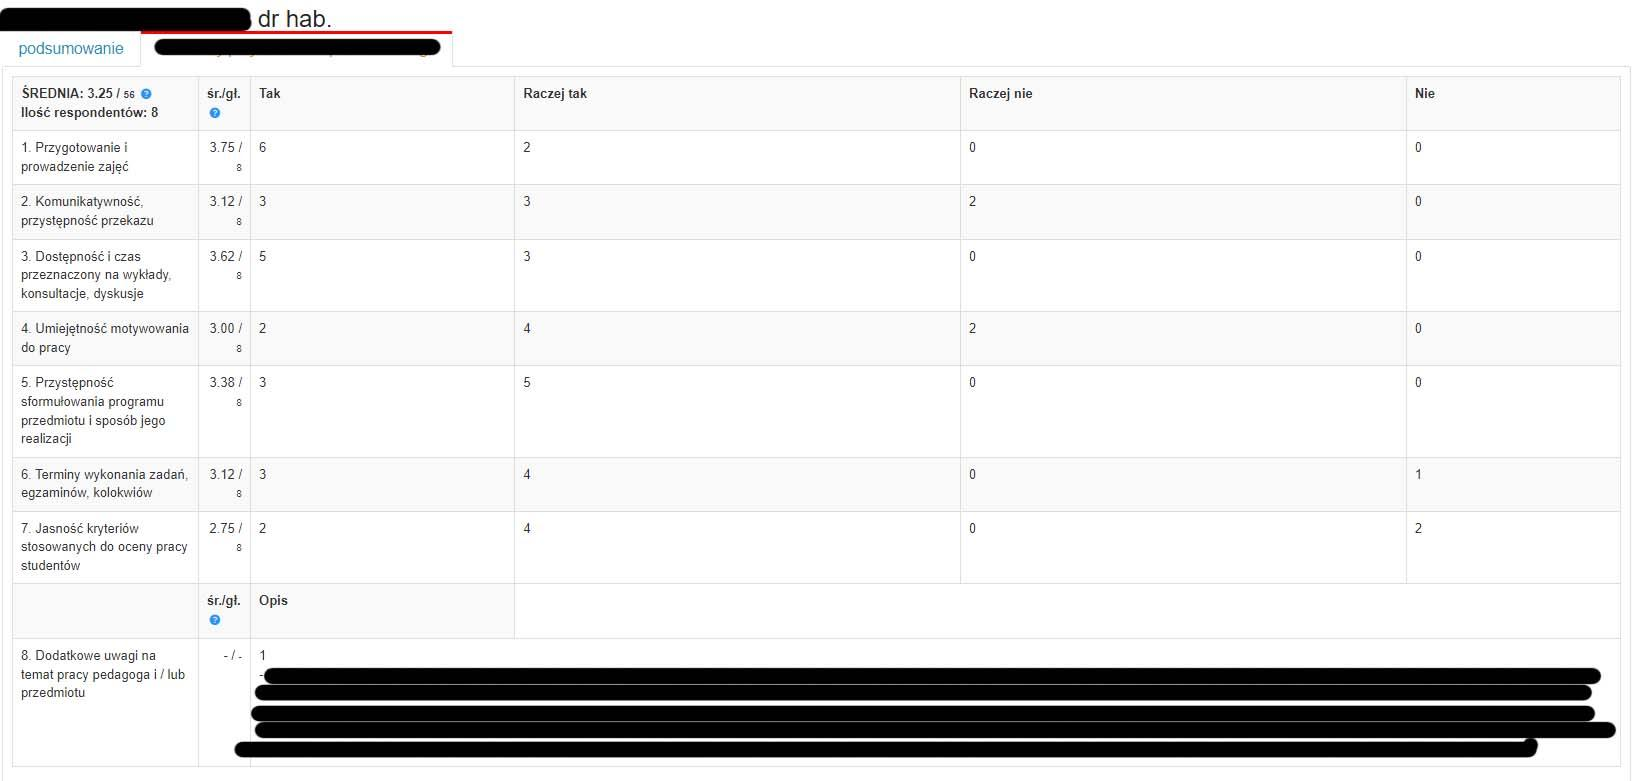 dr hab.
podsumowanie
ŚREDNIA: 3.25 / 56 śr./gł. Tak Raczej tak Raczej nie Nie
Ilość respondentów: 8
1. Przygotowanie i 3.75 / 6 2 0 0
prowadzenie zajęć 8
2. Komunikatywność, 3.12 / 3 3 2 0
przystępność przekazu 8
3. Dostępność i czas 3.62 / 5 3 0 0
przeznaczony na wykłady, 8
konsultacje, dyskusje
4. Umiejętność motywowania 3.00 / 2 4 2 0
do pracy 8
5. Przystępność 3.38 / 3 5 0 0
sformułowania programu 8
przedmiotu i sposób jego
realizacji
6. Terminy wykonania zadań, 3.12 / 3 4 0 1
egzaminów, kolokwiów 8
7. Jasność kryteriów 2.75 / 2 4 0 2
stosowanych do oceny pracy 8
studentów
śr./gł. Opis
8. Dodatkowe uwagi na - / - 1
temat pracy pedagoga i / lub -
przedmiotu